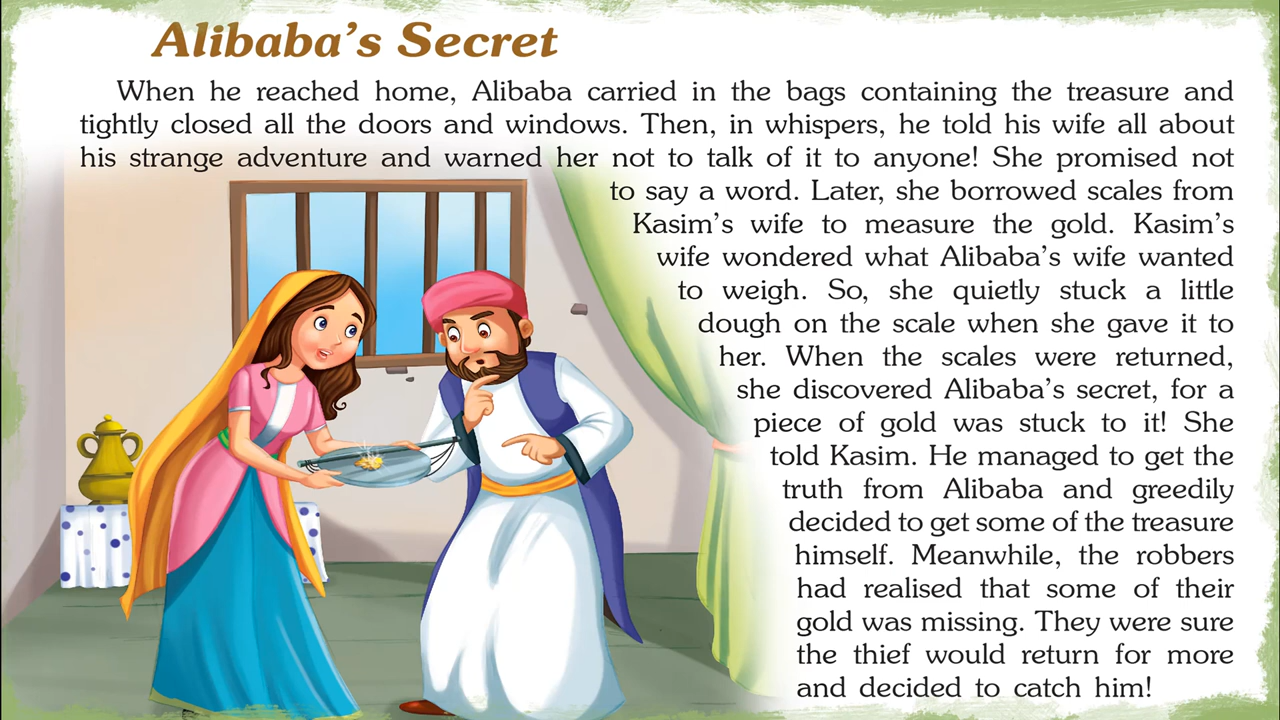 Alibaba's Secret
When he reached home, Alibaba carried in the bags containing the treasure and
tightly closed all the doors and windows. Then, in whispers, he told his wife all about
his strange adventure and warned her not to talk of it to anyone! She promised not
to say a word. Later, she borrowed scales from
Kasim's wife to measure the gold. Kasim's
wife wondered what Alibaba's wife wanted
to weigh. So, she quietly stuck a little
dough on the scale when she gave it to
her. When the scales were returned,
she discovered Alibaba's secret, for a
piece of gold was stuck to it! She
told Kasim. He managed to get the
truth from Alibaba and greedily
decided to get some of the treasure
himself. Meanwhile, the robbers
had realised that some of their
gold was missing. They were sure
the thief would return for more
and decided to catch him!